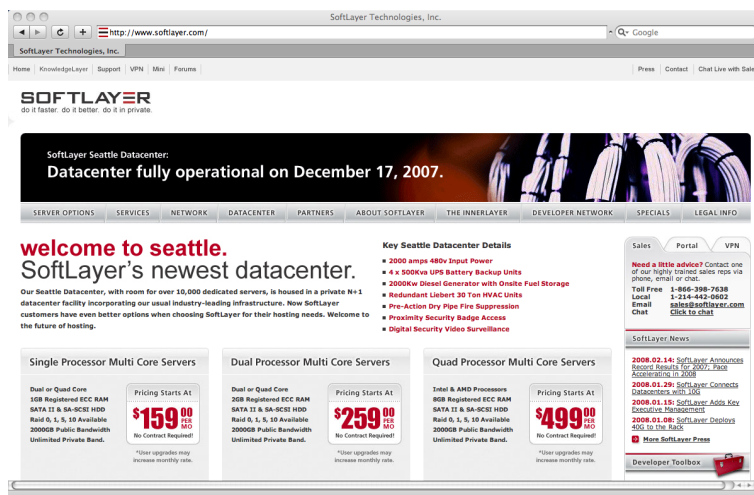 SoftLayer Technologies, Inc.
http://www.softlayer.com/
Google
SoftLayer Technologies, Inc.
Home KnowledgeLayer Support VPN Mini Forums
Press Contact Chat Live with Sale
SOFTLAYER
do it faster. do it better. do it in private.
SoftLayer Seattle Datacenter:
Datacenter fully operational on December 17, 2007.
SERVER OPTIONS SERVICES NETWORK DATACENTER PARTNERS ABOUT SOFTLAYER THE INNERLAYER DEVELOPER NETWORK SPECIALS LEGAL INFO
welcome to seattle.
SoftLayer's newest datacenter.
Our Seattle Datacenter, with room for over 10,000 dedicated servers, is housed in a private N+1
datacenter facility incorporating our usual industry-leading infrastructure. Now SoftLayer
customers have even better options when choosing SoftLayer for their hosting needs. Welcome to
the future of hosting.
Key Seattle Datacenter Details
2000 amps 480v Input Power
4 x 500Kva UPS Battery Backup Units
2000Kw Diesel Generator with Onsite Fuel Storage
Redundant Liebert 30 Ton HVAC Units
Pre-Action Dry Pipe Fire Suppression
Proximity Security Badge Access
Digital Security Video Surveillance
Single Processor Multi Core Servers
Dual or Quad Core
1GB Registered ECC RAM
SATA II & SA-SCSI HDD
Raid 0, 1, 5, 10 Available
2000GB Public Bandwidth
Unlimited Private Band.
Pricing Starts At
$159 00 PER MO
No Contract Required!
*User upgrades may
increase monthly rate.
Dual Processor Multi Core Servers
Dual or Quad Core
2GB Registered ECC RAM
SATA II & SA-SCSI HDD
Raid 0, 1, 5, 10 Available
2000GB Public Bandwidth
Unlimited Private Band.
Pricing Starts At
$259 00 PER MO
No Contract Required!
*User upgrades may
increase monthly rate.
Quad Processor Multi Core Servers
Intel & AMD Processors
8GB Registered ECC RAM
SATA II & SA-SCSI HDD
Raid 0, 1, 5, 10 Available
2000GB Public Bandwidth
Unlimited Private Band.
Pricing Starts At
$499 00 PER MO
No Contract Required!
*User upgrades may
increase monthly rate.
Sales Portal VPN
Need a little advice? Contact one
of our highly trained sales reps via
phone, email or chat.
Toll Free 1-866-398-7638
Local 1-214-442-0602
Email sales@softlayer.com
Chat Click to chat
SoftLayer News
2008.02.14: SoftLayer Announces
Record Results for 2007; Pace
Accelerating in 2008
2008.01.29: SoftLayer Connects
Datacenters with 10G
2008.01.15: SoftLayer Adds Key
Executive Management
2008.01.08: SoftLayer Deploys
40G to the Rack
More SoftLayer Press
Developer Toolbox